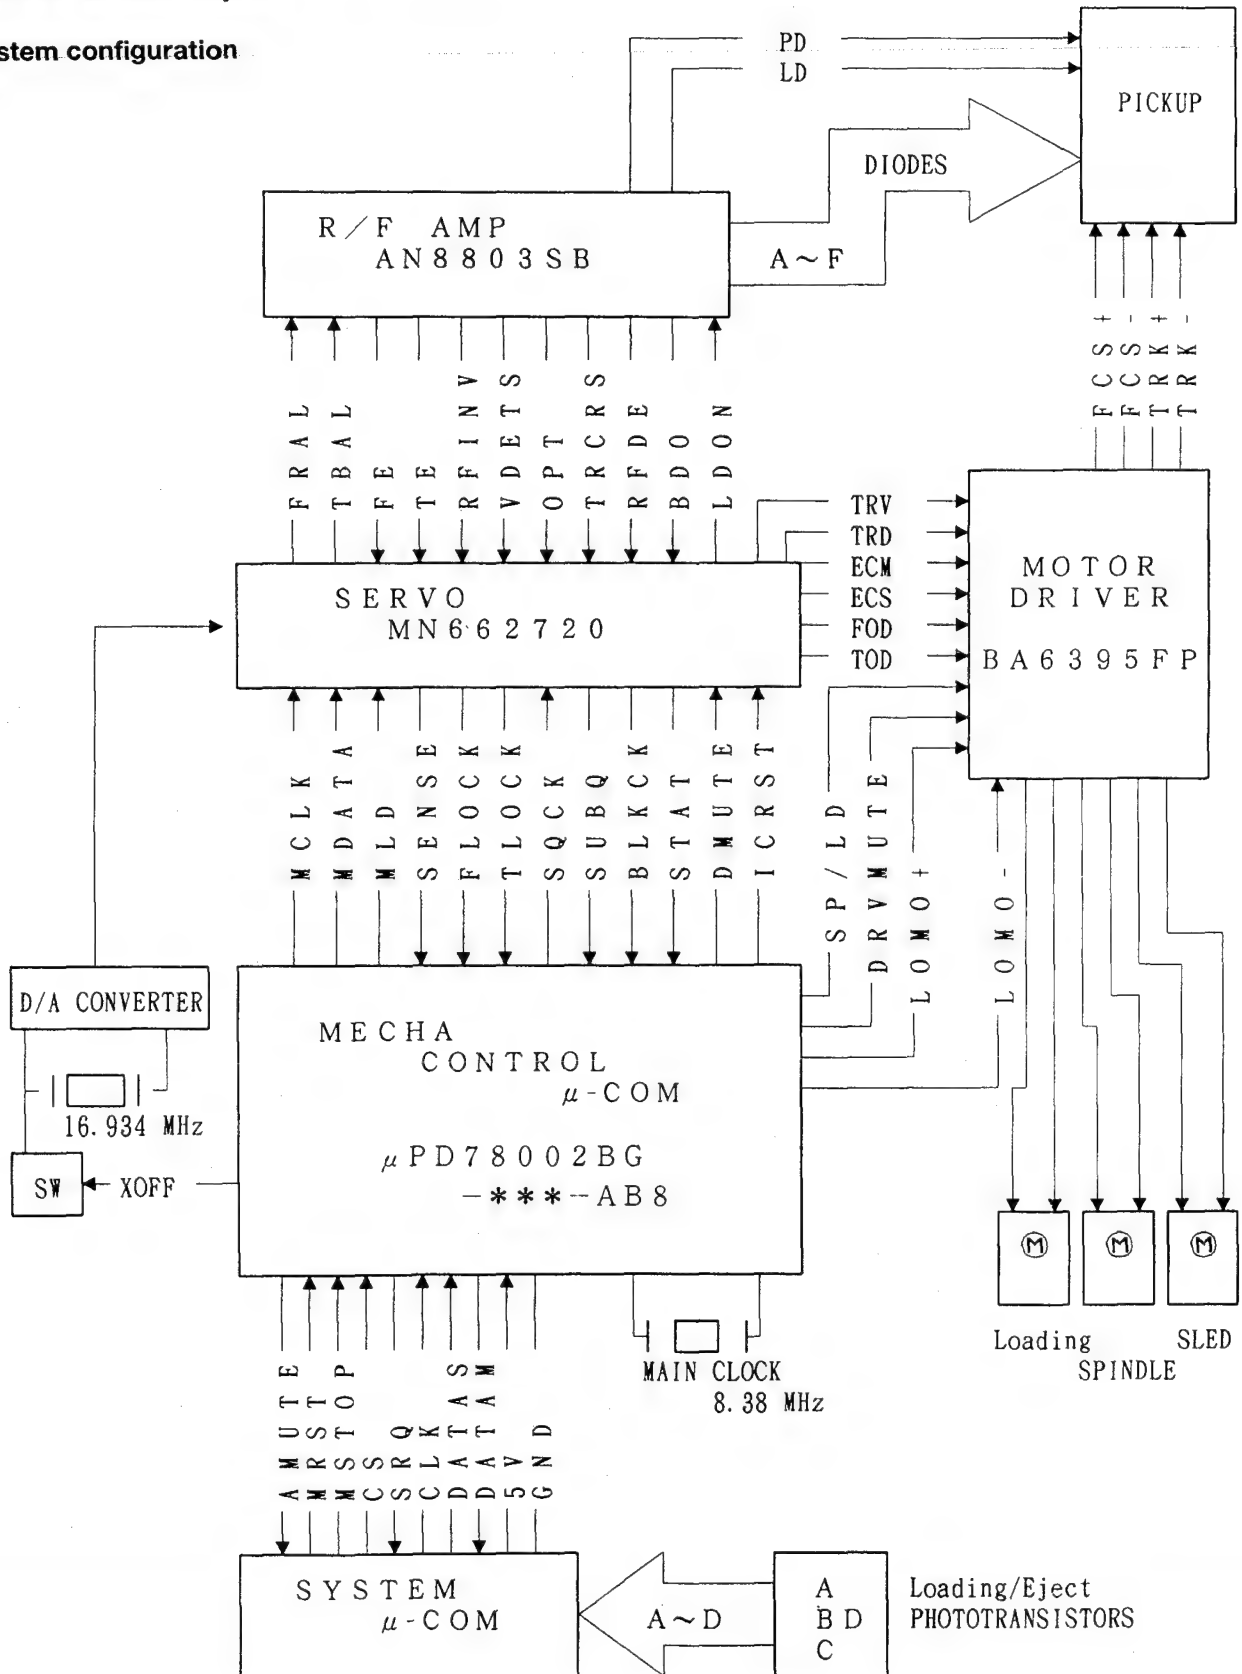 stem configuration
PD
LD
PICKUP
DIODES
R/F AMP
AN8803SB
A~F
FCS+
FCS-
TRK+
TRK-
FRAL
TBAL
FE
TE
RFINV
VDETS
OPT
TRCRS
RFDE
BDO
LDON
TRV
TRD
ECM
ECS
FOD
TOD
MOTOR
DRIVER
BA6395FP
SERVO
MN662720
MCLK
MDATA
MLD
SENSE
FLOCK
TLOCK
SQCK
SUBQ
BLKCK
STAT
DMUTE
ICRST
SP/LD
DRVMUTE
LOMO+
LOMO-
D/A CONVERTER
16.934 MHz
SW
XOFF
MECHA
CONTROL
μ-COM
μPD78002BG
-***-AB8
M
M
M
Loading
SPINDLE
SLED
MAIN CLOCK
8.38 MHz
AMUTE
MRST
MSTOP
CS
SRQ
CLK
DATAS
DATAM
5V
GND
SYSTEM
μ-COM
A~D
A
B D
C
Loading/Eject
PHOTOTRANSISTORS